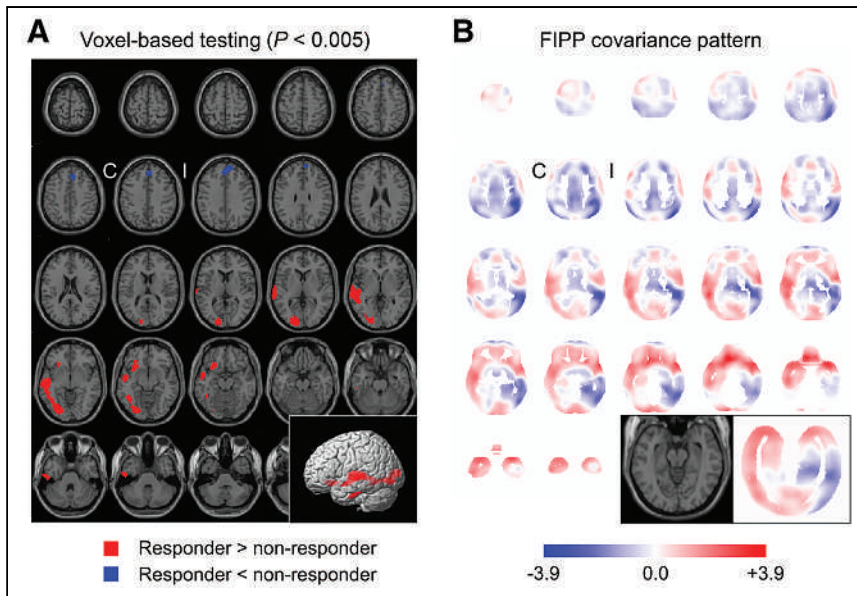 A Voxel-based testing (P < 0.005)
C I
Responder > non-responder
Responder < non-responder
B FIPP covariance pattern
C I
-3.9 0.0 +3.9